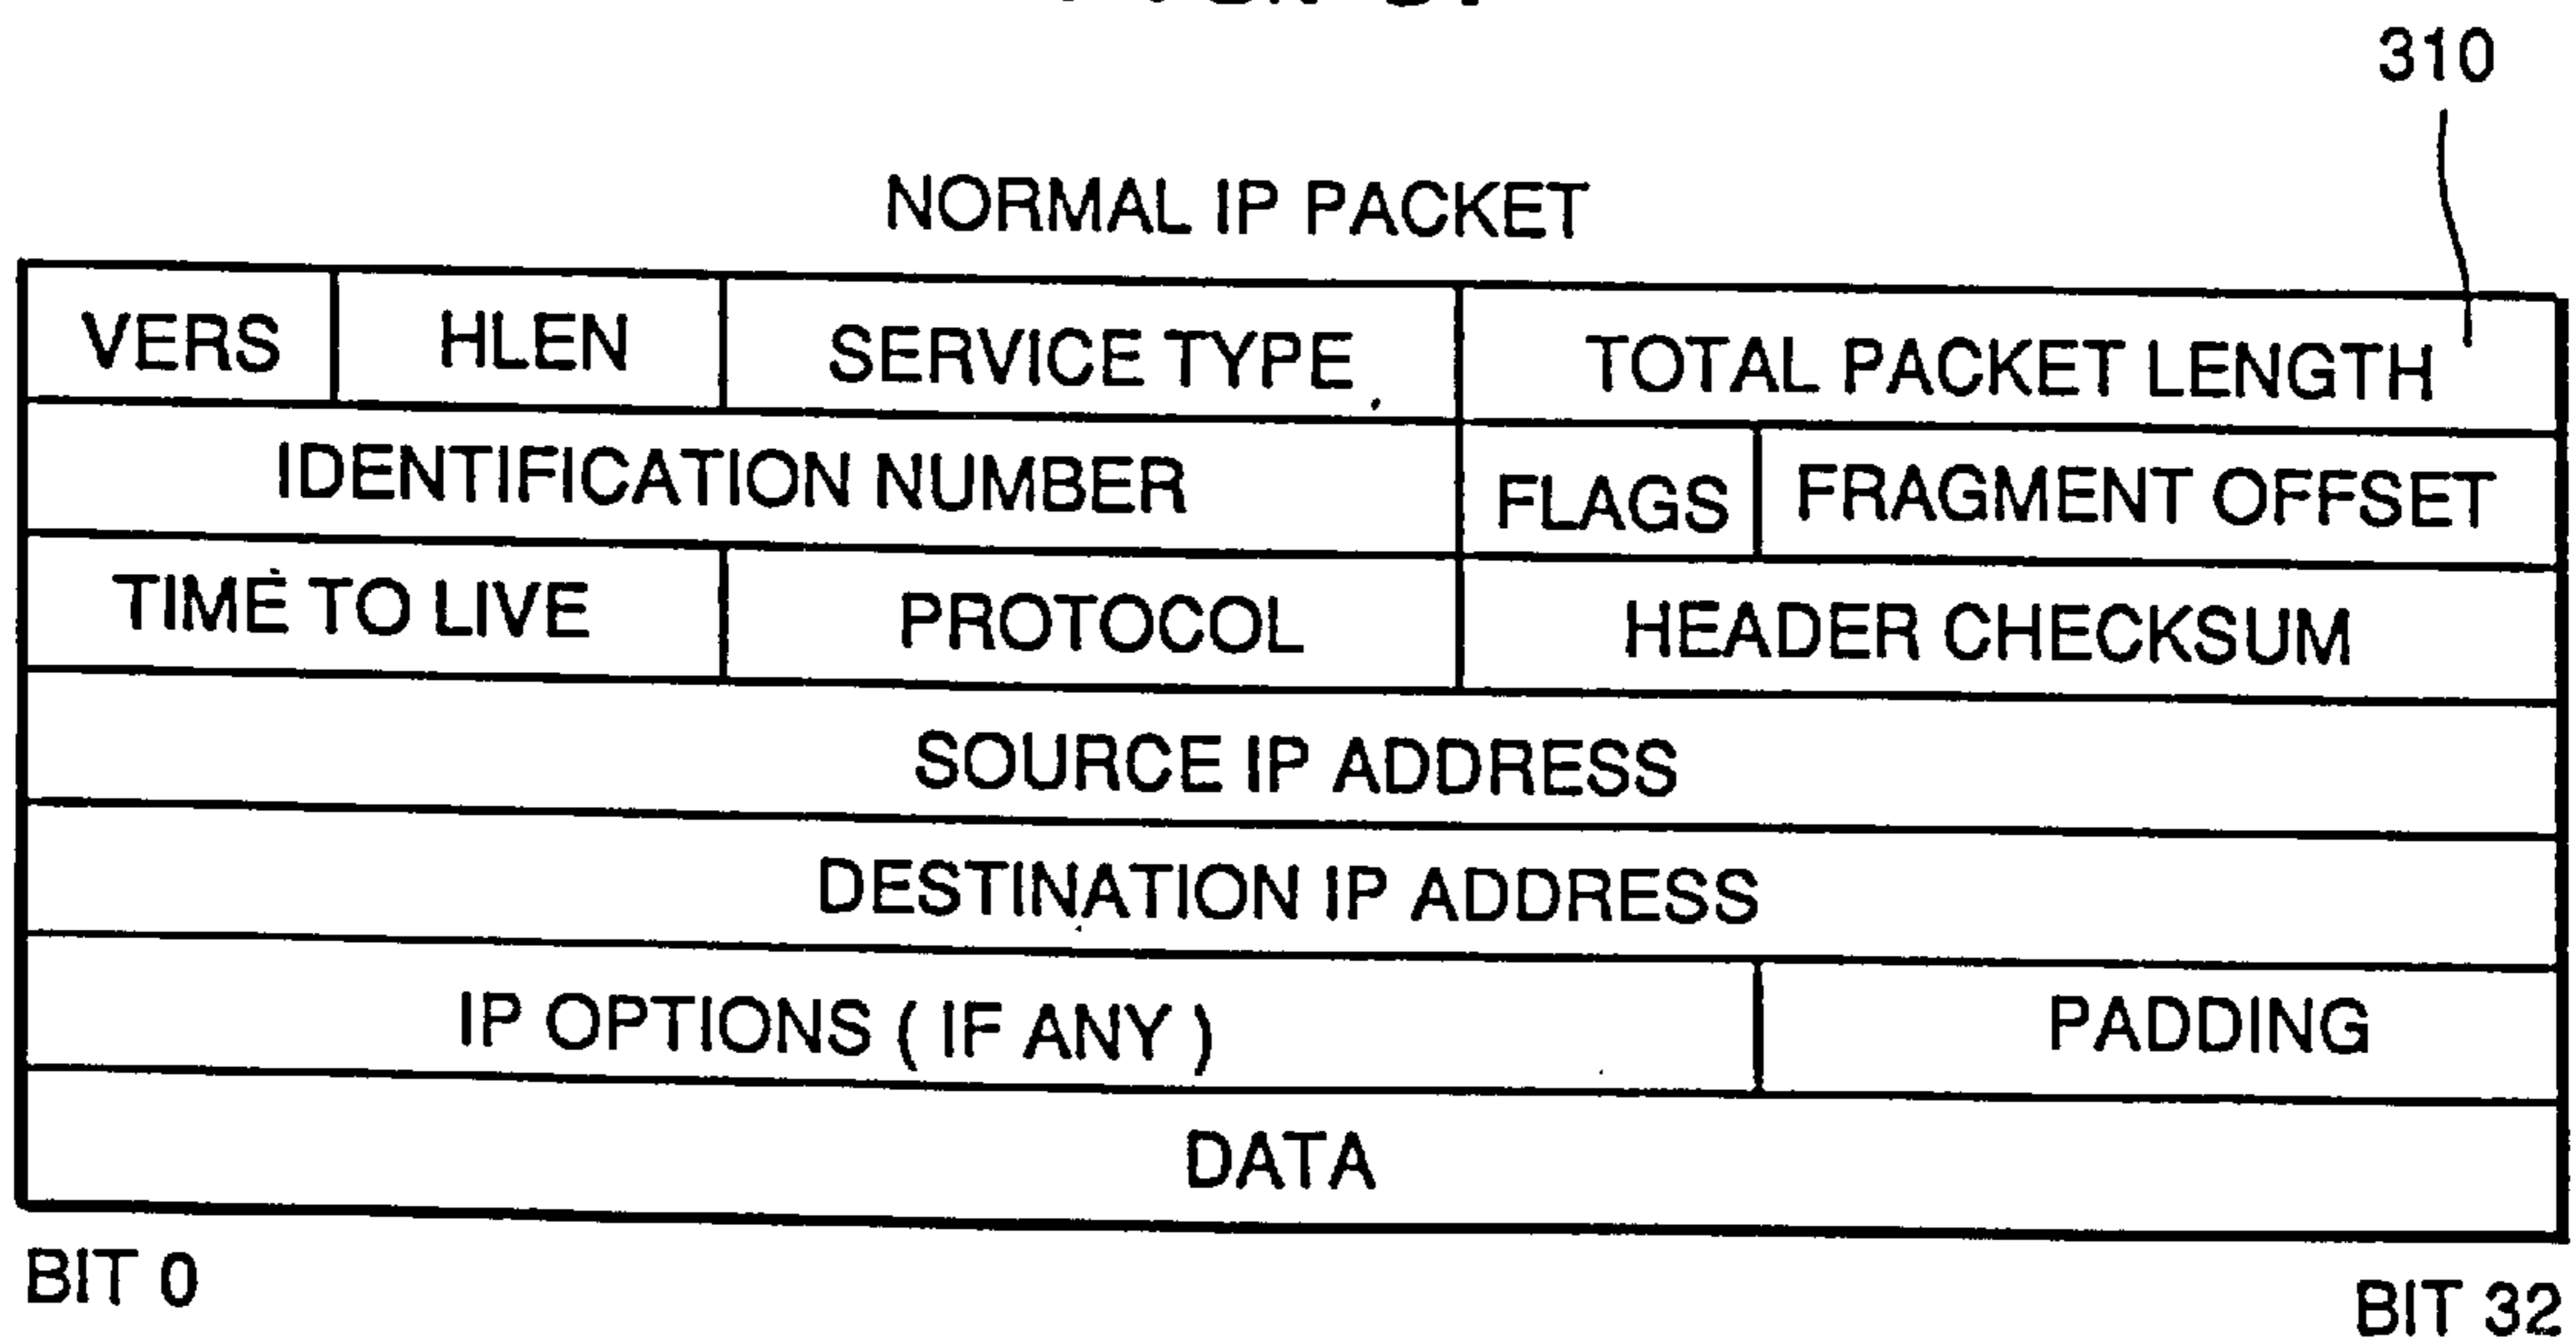 310
NORMAL IP PACKET
VERS HLEN SERVICE TYPE TOTAL PACKET LENGTH
IDENTIFICATION NUMBER FLAGS FRAGMENT OFFSET
TIME TO LIVE PROTOCOL HEADER CHECKSUM
SOURCE IP ADDRESS
DESTINATION IP ADDRESS
IP OPTIONS ( IF ANY ) PADDING
DATA
BIT 0 BIT 32